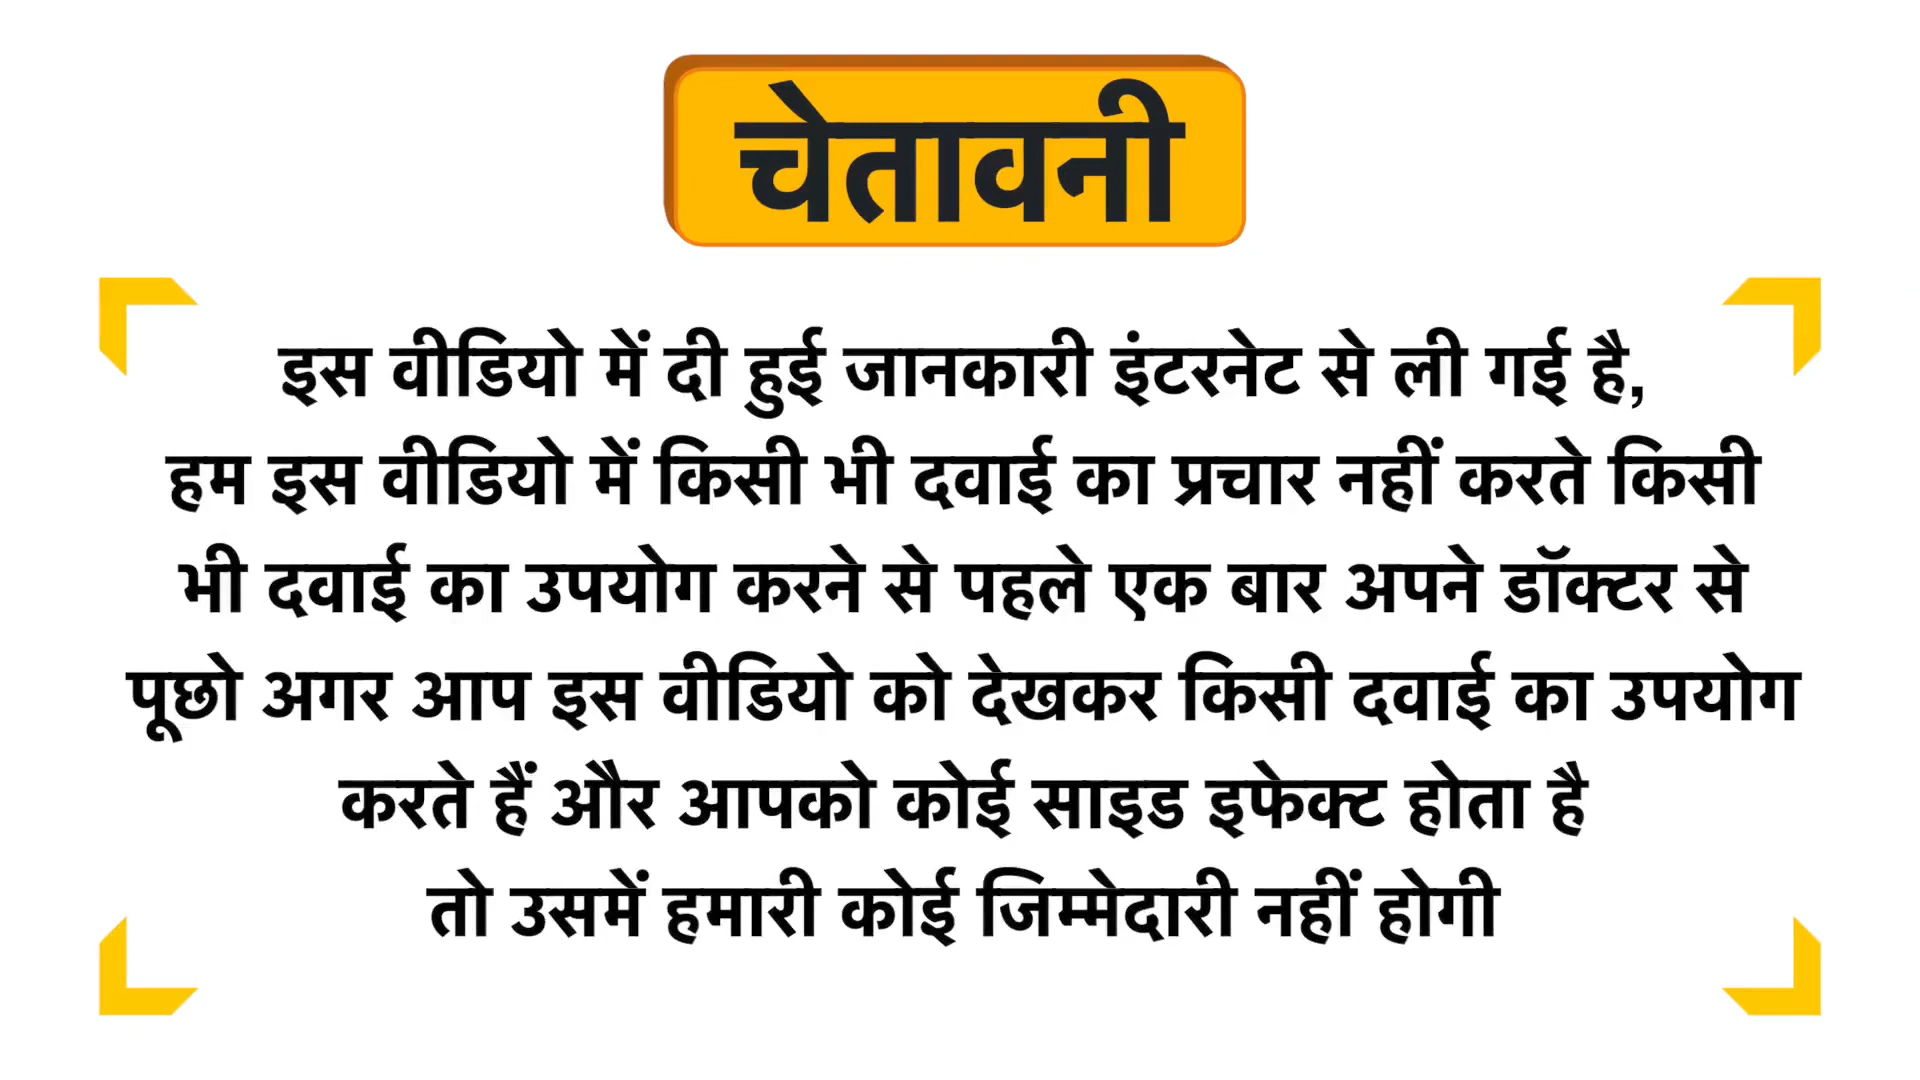 चेतावनी
इस वीडियो में दी हुई जानकारी इंटरनेट से ली गई है,
हम इस वीडियो में किसी भी दवाई का प्रचार नहीं करते किसी
भी दवाई का उपयोग करने से पहले एक बार अपने डॉक्टर से
पूछो अगर आप इस वीडियो को देखकर किसी दवाई का उपयोग
करते हैं और आपको कोई साइड इफेक्ट होता है
तो उसमें हमारी कोई जिम्मेदारी नहीं होगी